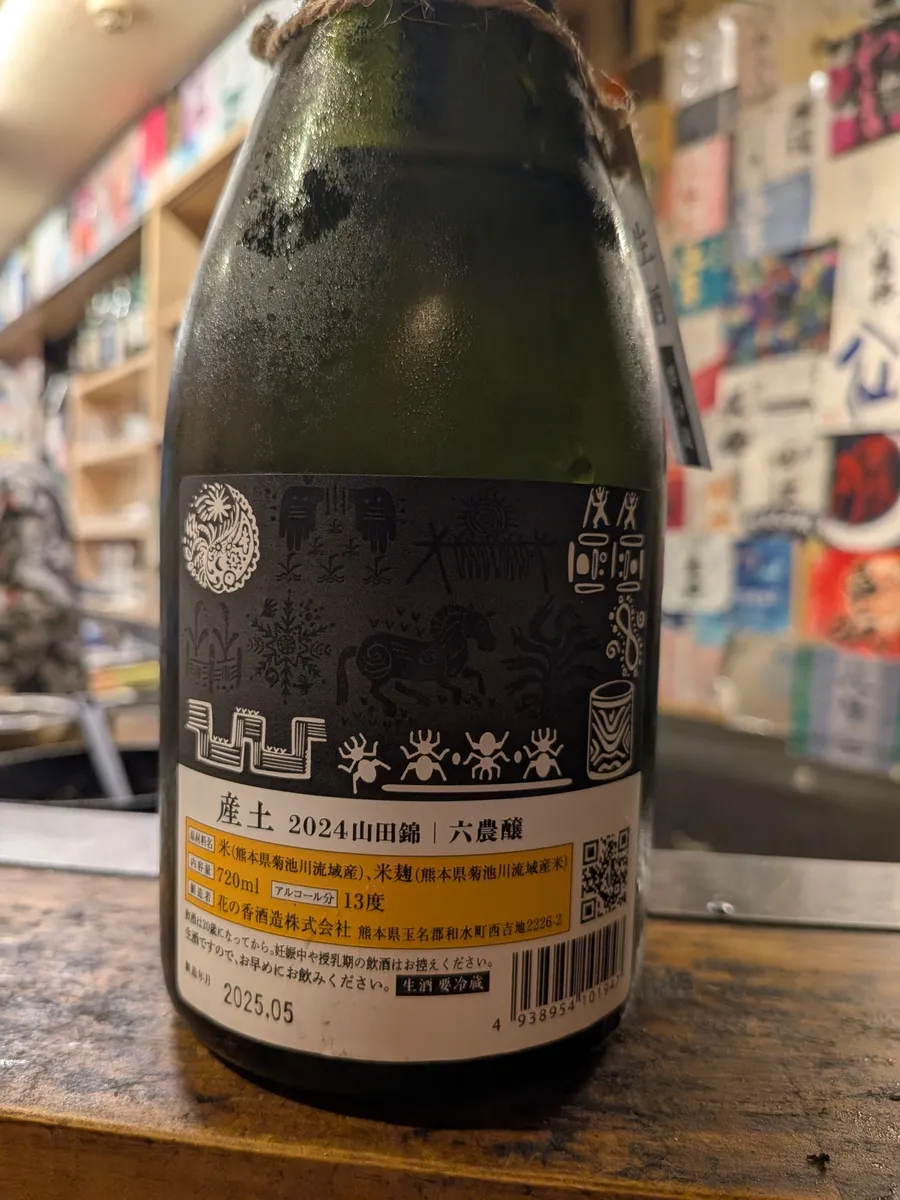 産土 2024山田錦｜六農醸
原材料名 米(熊本県菊池川流域産)、米麹(熊本県菊池川流域産米)
内容量 720ml アルコール分 13度
製造者 花の香酒造株式会社 熊本県玉名郡和水町西吉地2226-2
飲酒は20歳になってから。妊娠中や授乳期の飲酒はお控えください。
生酒ですので、お早めにお飲みください。 生酒 要冷蔵
製造年月 2025.05
4 938954 10194